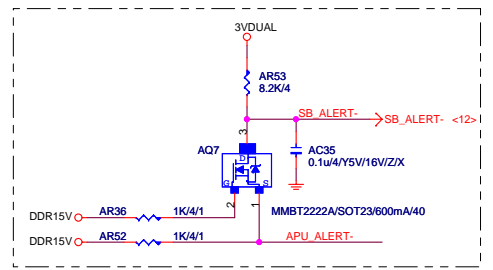 3VDUAL
AR53
8.2K/4
SB_ALERT-
SB_ALERT- <12>
3
AQ7
D
AC35
0.1u/4/Y5V/16V/Z/X
G
S
2
1
MMBT2222A/SOT23/600mA/40
DDR15V
AR36
1K/4/1
DDR15V
AR52
1K/4/1
APU_ALERT-